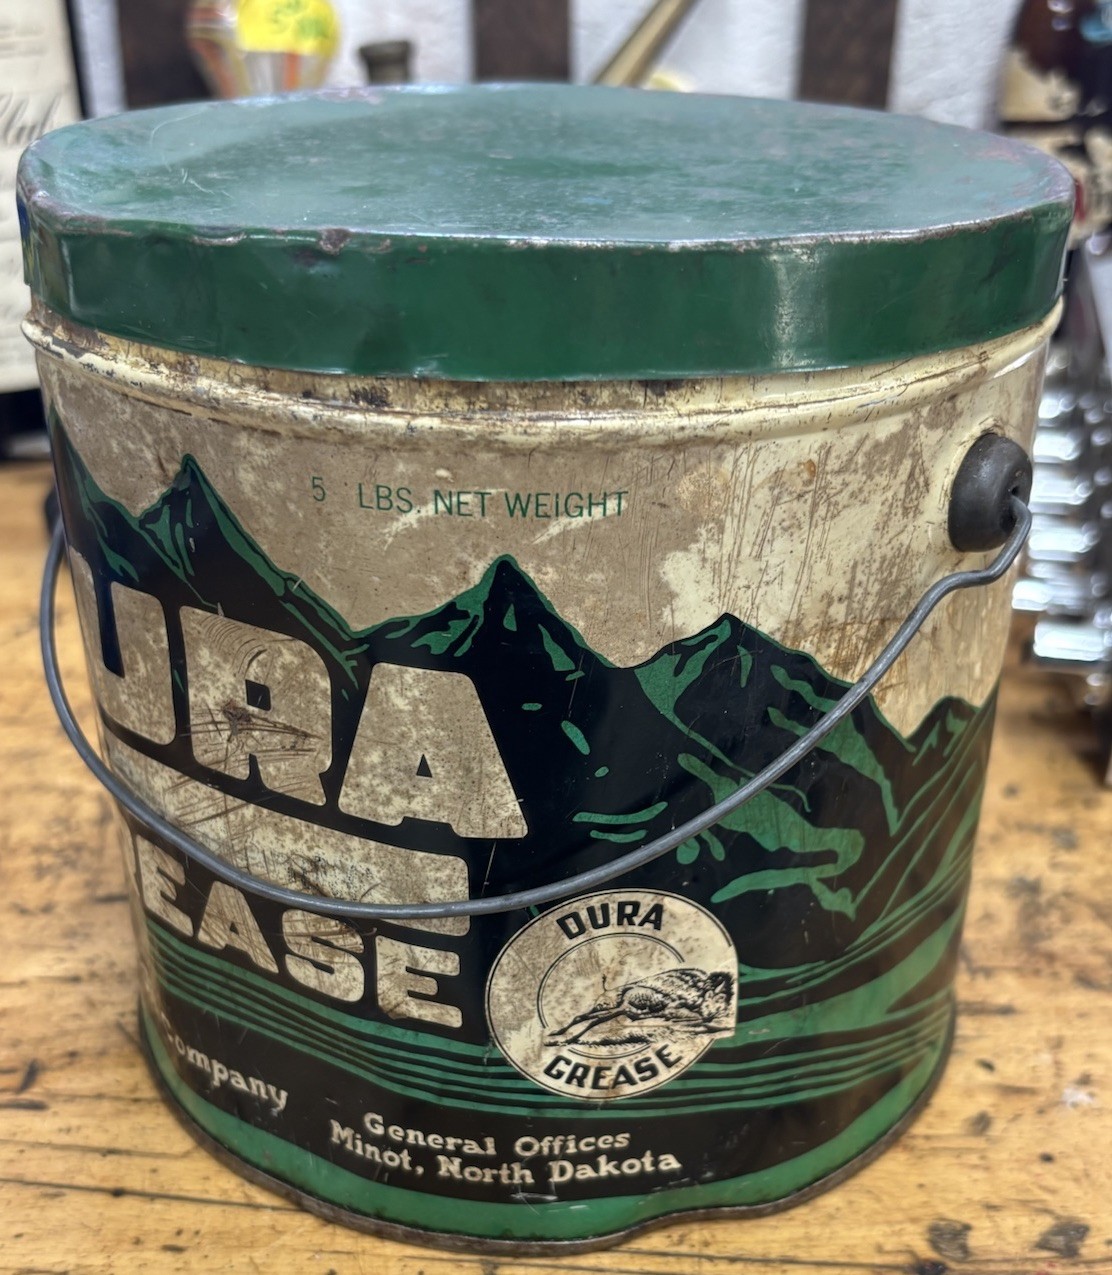 5 LBS. NET WEIGHT
URA
EASE
DURA
GREASE
ompany
General Offices
Minot, North Dakota